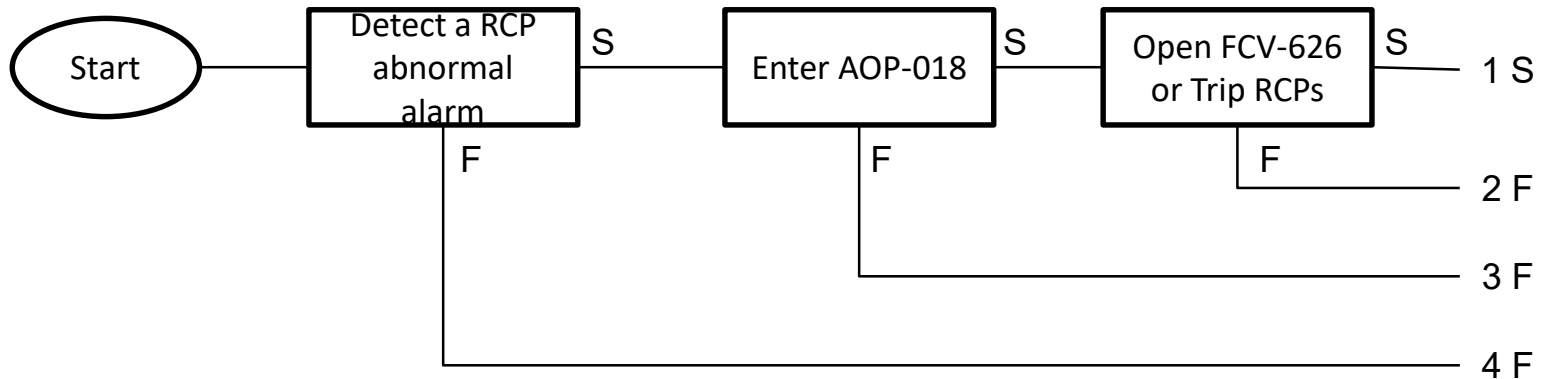 Start
Detect a RCP
abnormal
alarm
S
Enter AOP-018
S
Open FCV-626
or Trip RCPs
S
1 S
F
F
F
2 F
3 F
4 F